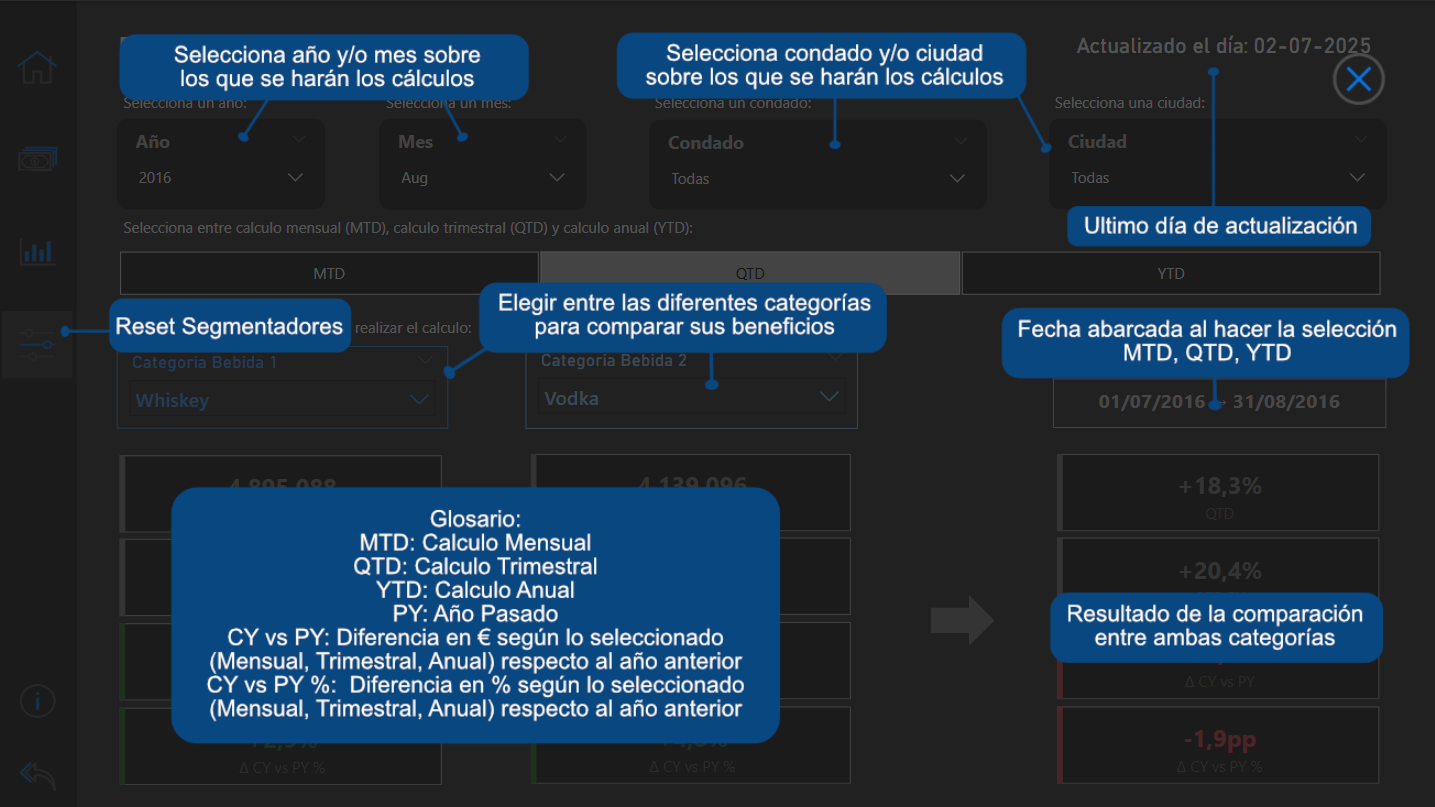 Selecciona año y/o mes sobre
los que se harán los cálculos
Selecciona condado y/o ciudad
sobre los que se harán los cálculos
Actualizado el día: 02-07-2025
Selecciona un año:
Selecciona un mes:
Selecciona un condado:
Selecciona una ciudad:
Año
2016
Mes
Aug
Condado
Todas
Ciudad
Todas
Ultimo día de actualización
Selecciona entre calculo mensual (MTD), calculo trimestral (QTD) y calculo anual (YTD):
MTD
QTD
YTD
Reset Segmentadores
realizar el calculo:
Elegir entre las diferentes categorías
para comparar sus beneficios
Fecha abarcada al hacer la selección
MTD, QTD, YTD
Categoria Bebida 1
Whiskey
Categoria Bebida 2
Vodka
01/07/2016
31/08/2016
4.895.088
4.139.096
+18,3%
QTD
+20,4%
Glosario:
MTD: Calculo Mensual
QTD: Calculo Trimestral
YTD: Calculo Anual
PY: Año Pasado
CY vs PY: Diferencia en € según lo seleccionado
(Mensual, Trimestral, Anual) respecto al año anterior
CY vs PY %: Diferencia en % según lo seleccionado
(Mensual, Trimestral, Anual) respecto al año anterior
Resultado de la comparación
entre ambas categorías
Δ CY vs PY
Δ CY vs PY %
Δ CY vs PY %
-1,9pp
Δ CY vs PY %